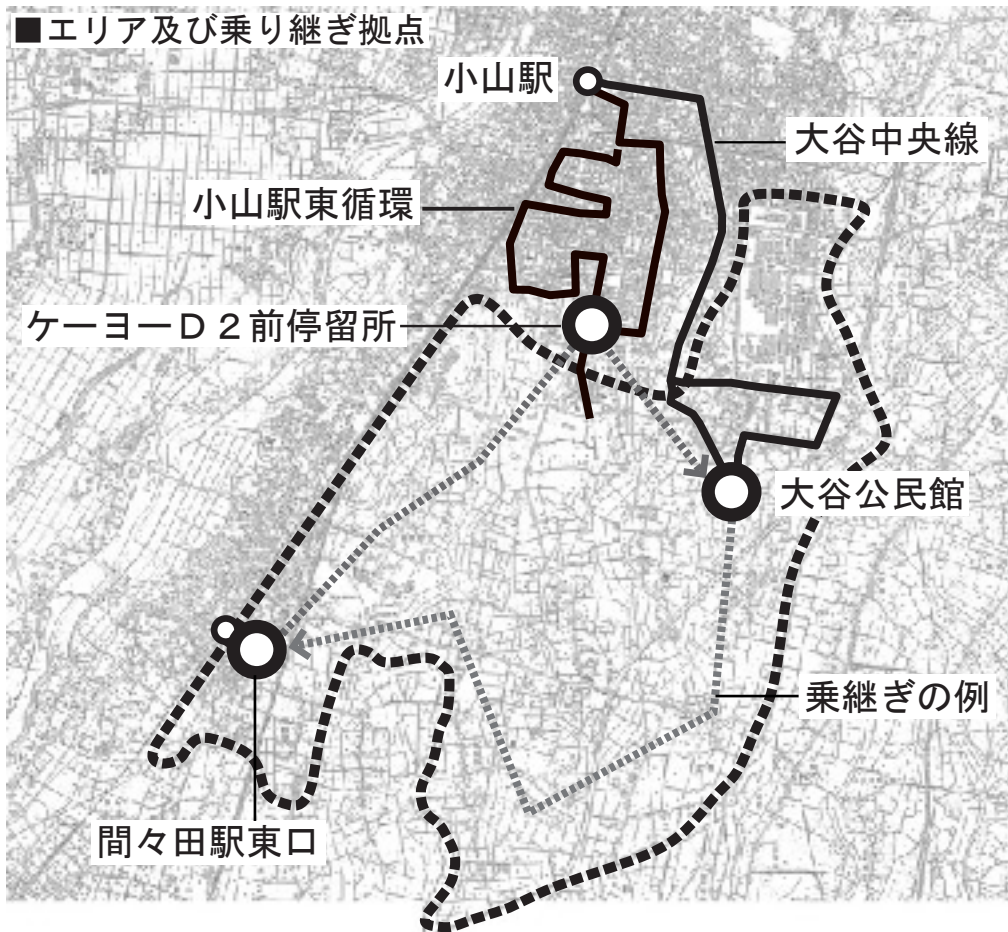 ■エリア及び乗り継ぎ拠点
小山駅
大谷中央線
小山駅東循環
ケーヨーD2前停留所
大谷公民館
乗継ぎの例
間々田駅東口